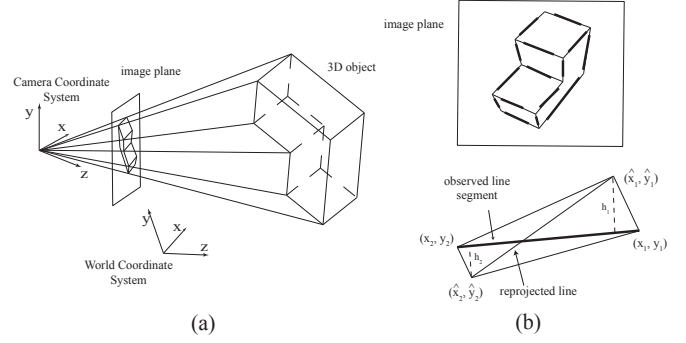 Camera Coordinate
System
y
x
z
image plane
3D object
y
x
z
World Coordinate
System
(a)
image plane
observed line
segment
(x̂₁, ŷ₁)
h₁
(x₂, y₂)
(x₁, y₁)
h₂
(x̂₂, ŷ₂)
reprojected line
(b)